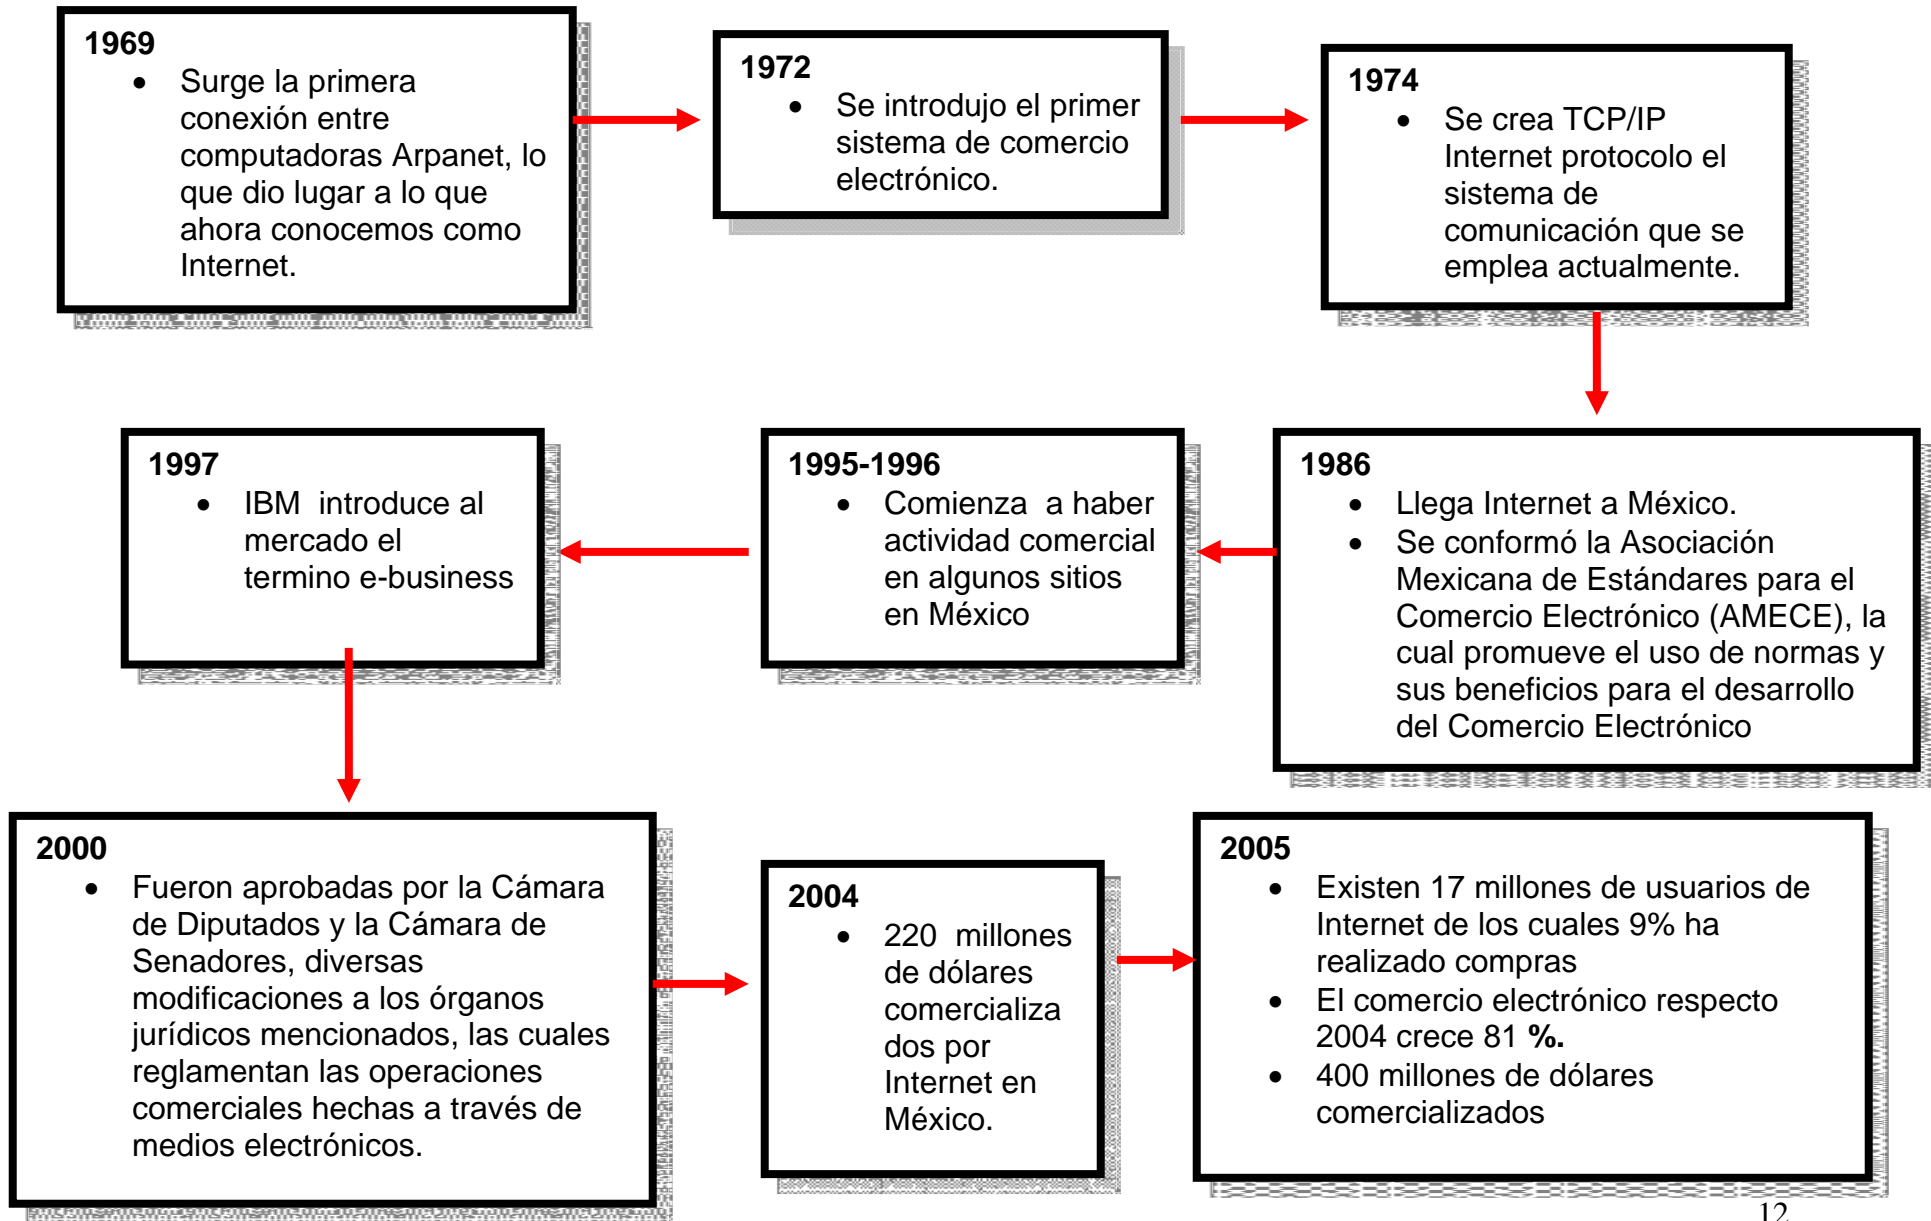 1969
• Surge la primera
conexión entre
computadoras Arpanet, lo
que dio lugar a lo que
ahora conocemos como
Internet.
1972
• Se introdujo el primer
sistema de comercio
electrónico.
1974
• Se crea TCP/IP
Internet protocolo el
sistema de
comunicación que se
emplea actualmente.
1986
• Llega Internet a México.
• Se conformó la Asociación
Mexicana de Estándares para el
Comercio Electrónico (AMECE), la
cual promueve el uso de normas y
sus beneficios para el desarrollo
del Comercio Electrónico
1995-1996
• Comienza a haber
actividad comercial
en algunos sitios
en México
1997
• IBM introduce al
mercado el
termino e-business
2000
• Fueron aprobadas por la Cámara
de Diputados y la Cámara de
Senadores, diversas
modificaciones a los órganos
jurídicos mencionados, las cuales
reglamentan las operaciones
comerciales hechas a través de
medios electrónicos.
2004
• 220 millones
de dólares
comercializa
dos por
Internet en
México.
2005
• Existen 17 millones de usuarios de
Internet de los cuales 9% ha
realizado compras
• El comercio electrónico respecto
2004 crece 81 %.
• 400 millones de dólares
comercializados
12